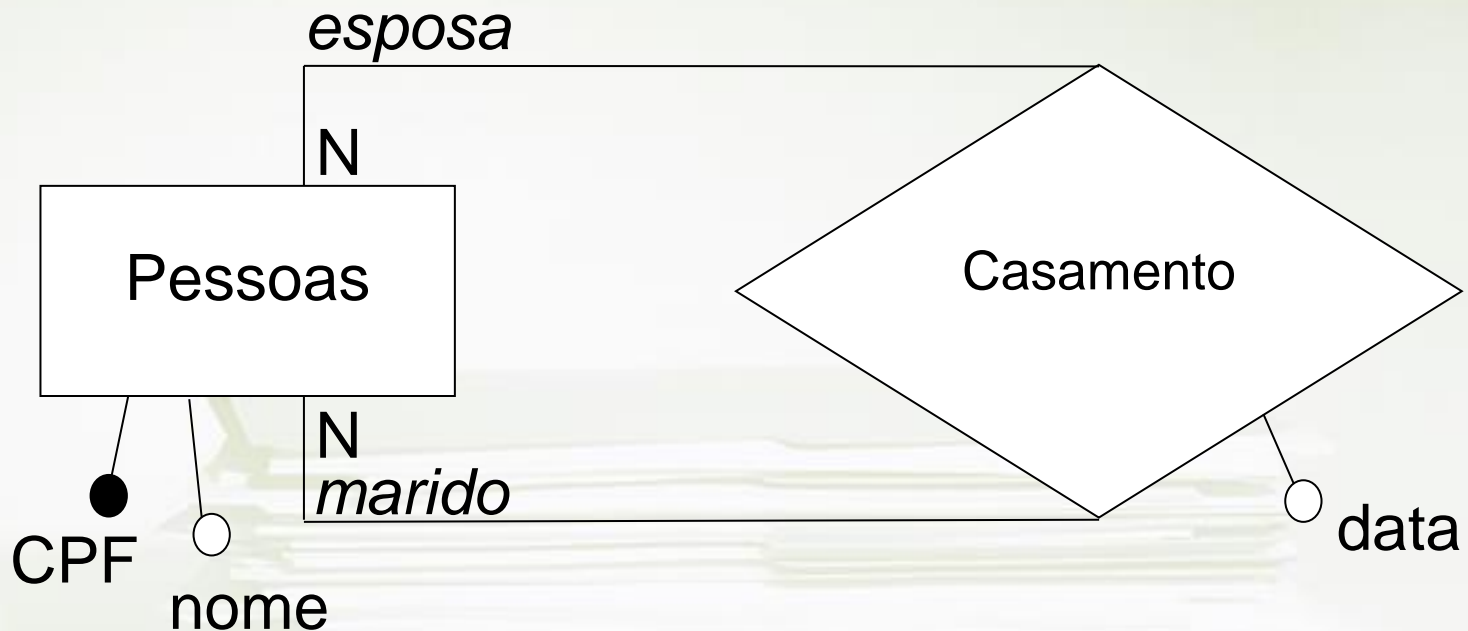 esposa
N
Pessoas
Casamento
N
marido
CPF
nome
data